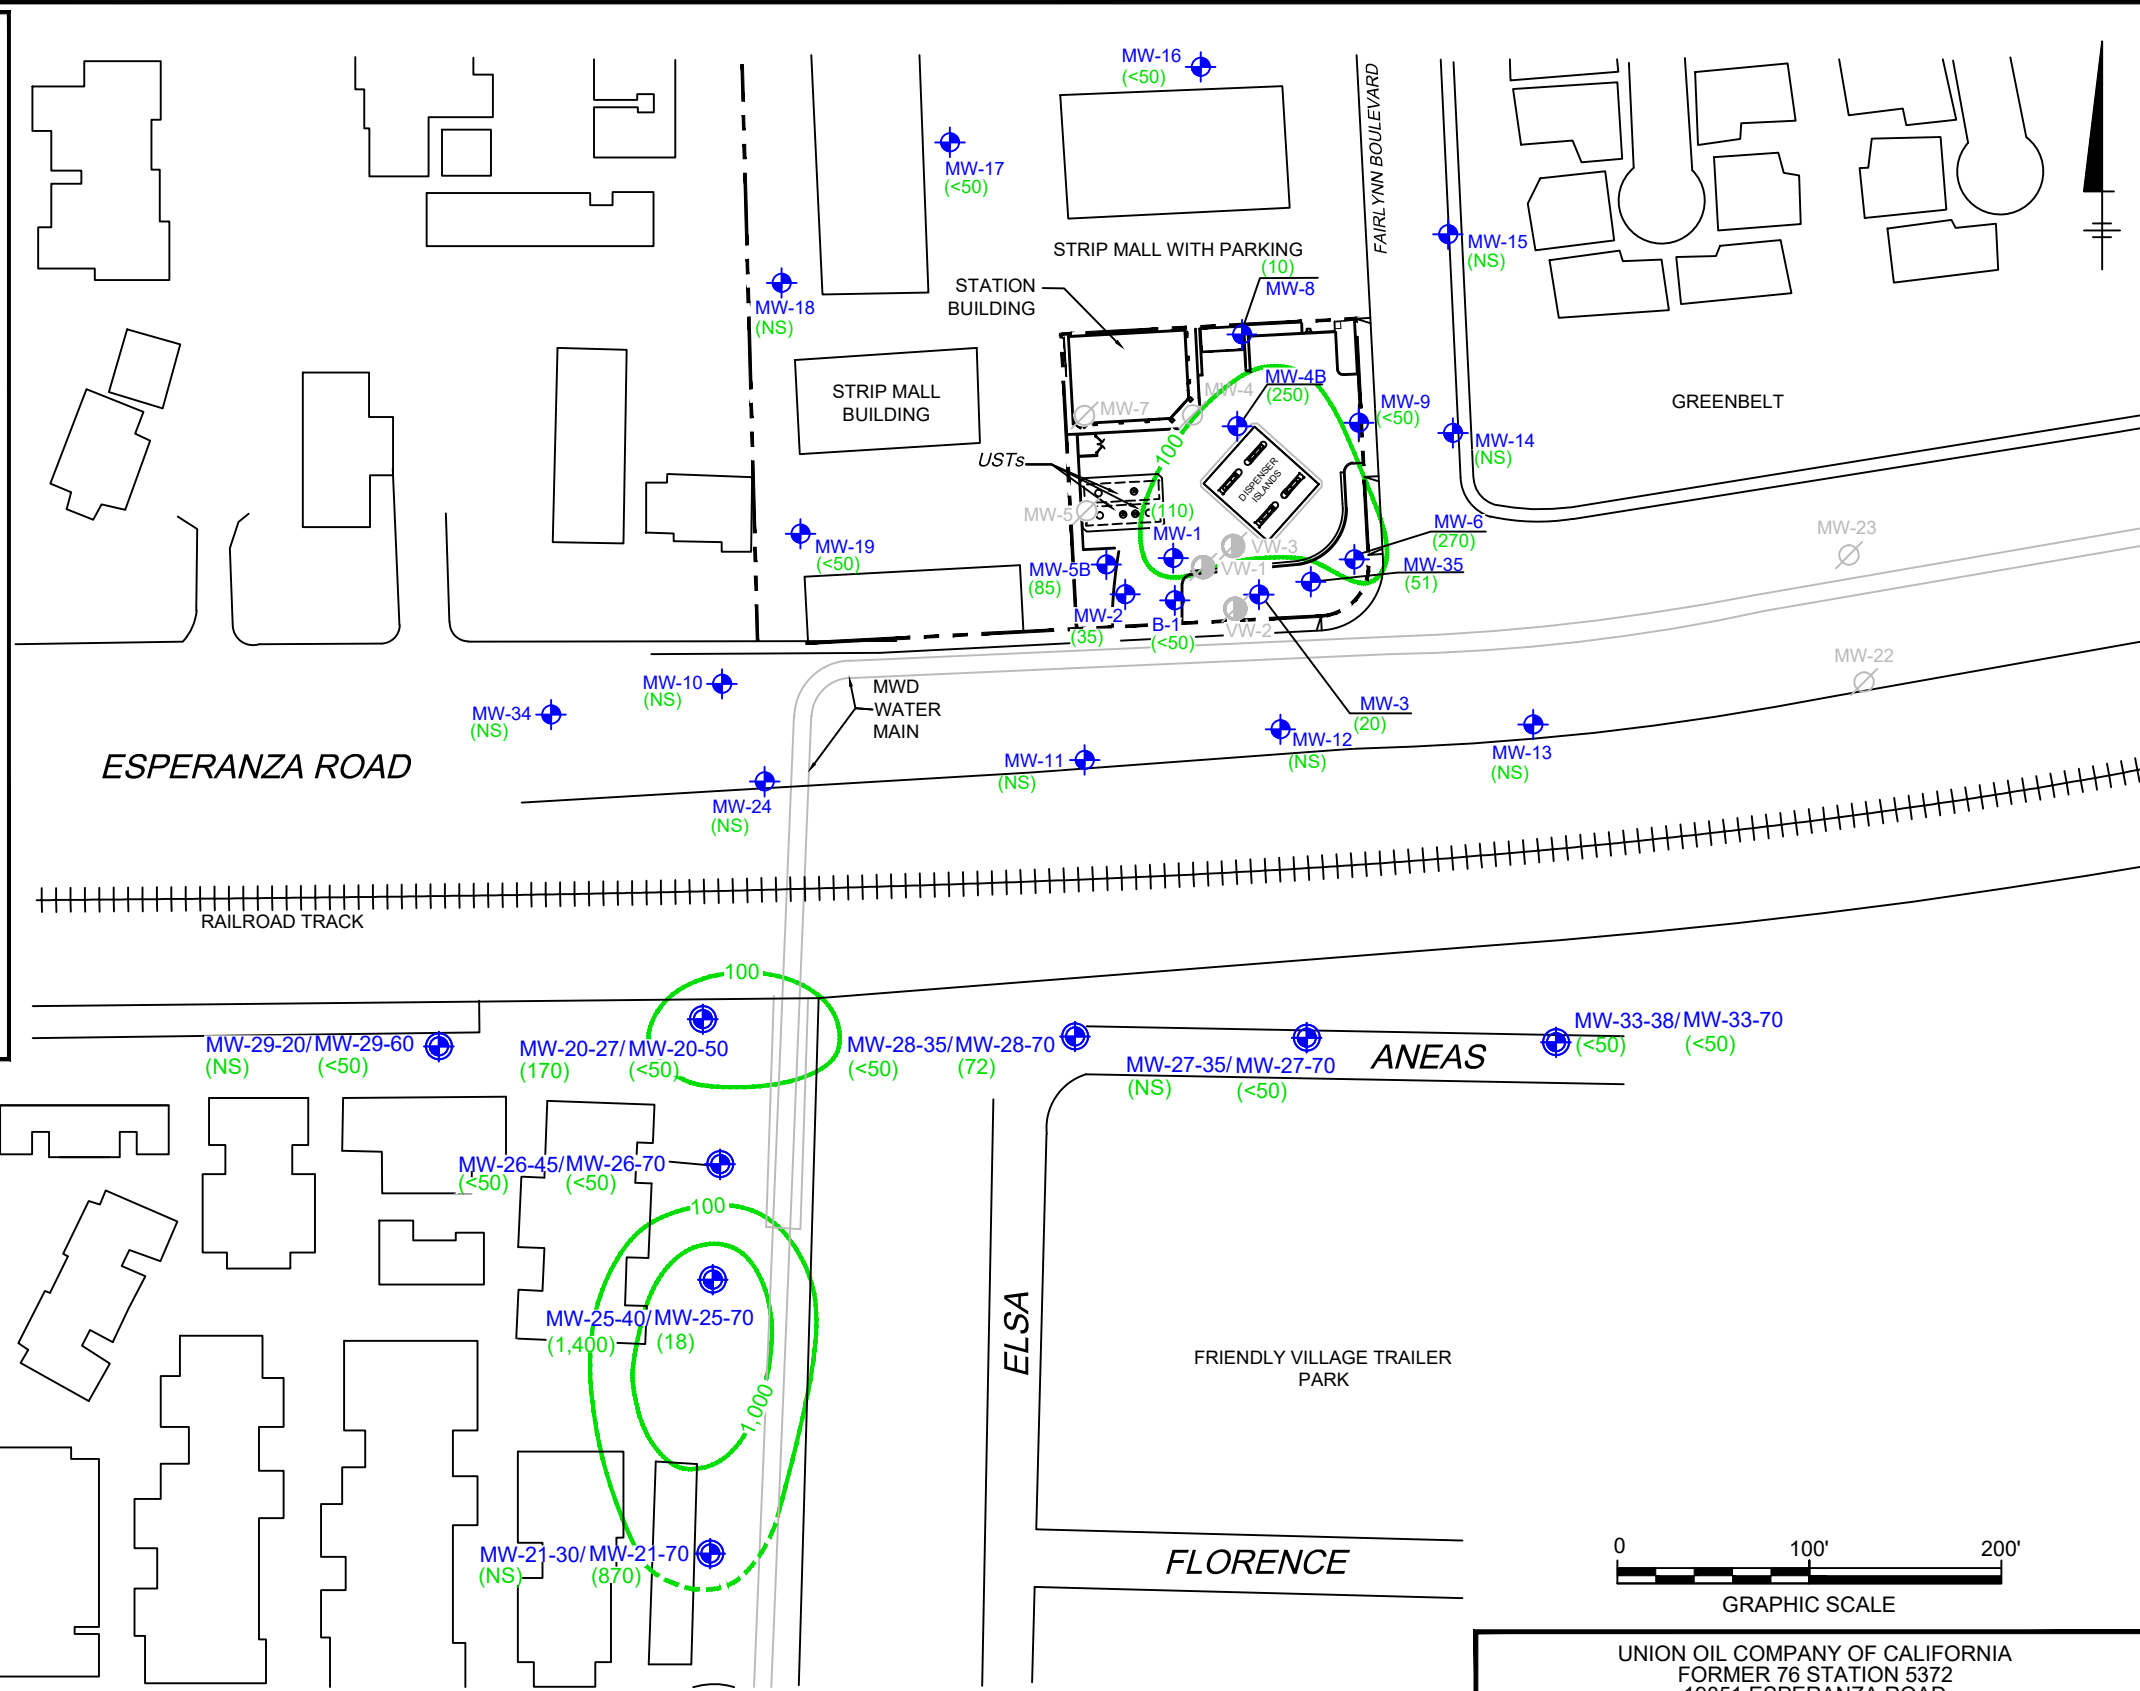 MW-16
(<50)
FAIRLYNN BOULEVARD
MW-17
(<50)
MW-15
(NS)
STRIP MALL WITH PARKING
(10)
MW-8
STATION
BUILDING
MW-18
(NS)
STRIP MALL
BUILDING
MW-4B
(250)
MW-4
MW-7
MW-9
(<50)
GREENBELT
MW-14
(NS)
100
USTs
DISPENSER
ISLANDS
MW-5
(110)
MW-1
MW-6
(270)
MW-23
MW-19
(<50)
VW-3
VW-1
MW-35
(51)
MW-5B
(85)
MW-2
(35)
B-1
(<50)
VW-2
MW-22
MW-10
(NS)
MWD
WATER
MAIN
MW-34
(NS)
MW-3
(20)
ESPERANZA ROAD
MW-12
(NS)
MW-13
(NS)
MW-11
(NS)
MW-24
(NS)
RAILROAD TRACK
100
MW-29-20/MW-29-60
(NS) (<50)
MW-20-27/MW-20-50
(170) (<50)
MW-28-35/MW-28-70
(<50) (72)
MW-27-35/MW-27-70
(NS) (<50)
ANEAS
MW-33-38/MW-33-70
(<50) (<50)
MW-26-45/MW-26-70
(<50) (<50)
100
MW-25-40/MW-25-70
(1,400) (18)
1,000
ELSA
FRIENDLY VILLAGE TRAILER
PARK
MW-21-30/MW-21-70
(NS) (870)
FLORENCE
0 100' 200'
GRAPHIC SCALE
UNION OIL COMPANY OF CALIFORNIA
FORMER 76 STATION 5372
19851 ESPERANZA ROAD